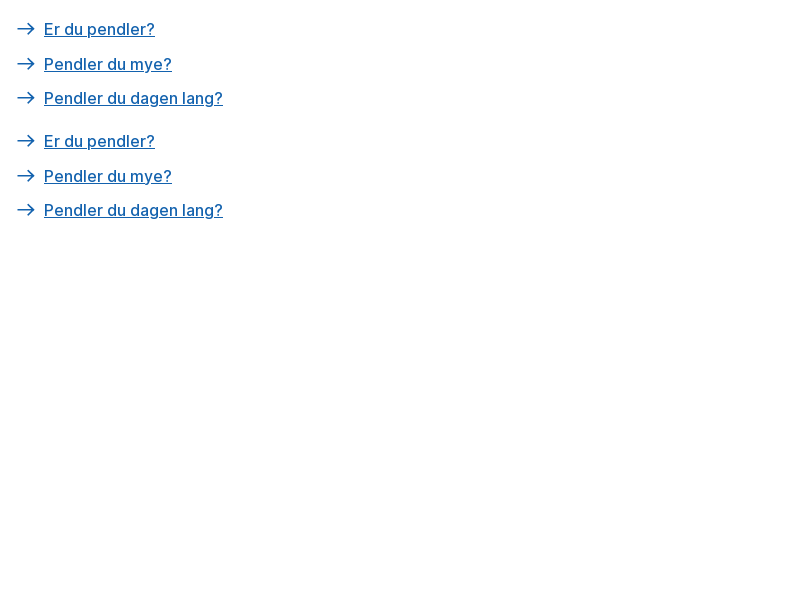 → Er du pendler?
→ Pendler du mye?
→ Pendler du dagen lang?
→ Er du pendler?
→ Pendler du mye?
→ Pendler du dagen lang?